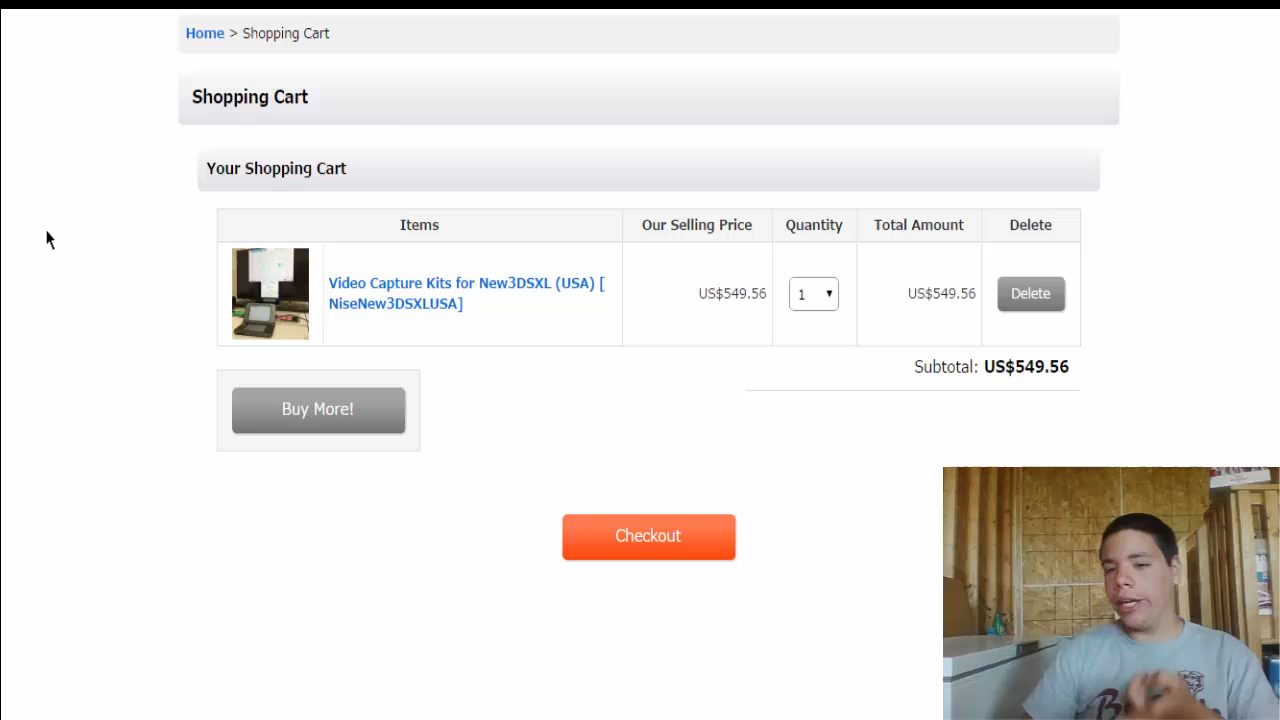 Home > Shopping Cart
Shopping Cart
Your Shopping Cart
Items Our Selling Price Quantity Total Amount Delete
Video Capture Kits for New3DSXL (USA) [
NiseNew3DSXLUSA]
US$549.56 1 US$549.56 Delete
Subtotal: US$549.56
Buy More!
Checkout